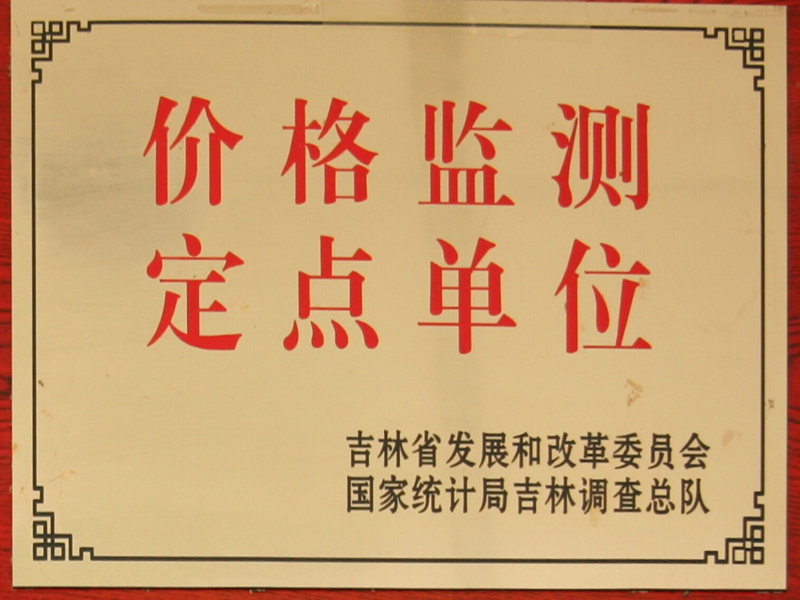 价格监测
定点单位
吉林省发展和改革委员会
国家统计局吉林调查总队